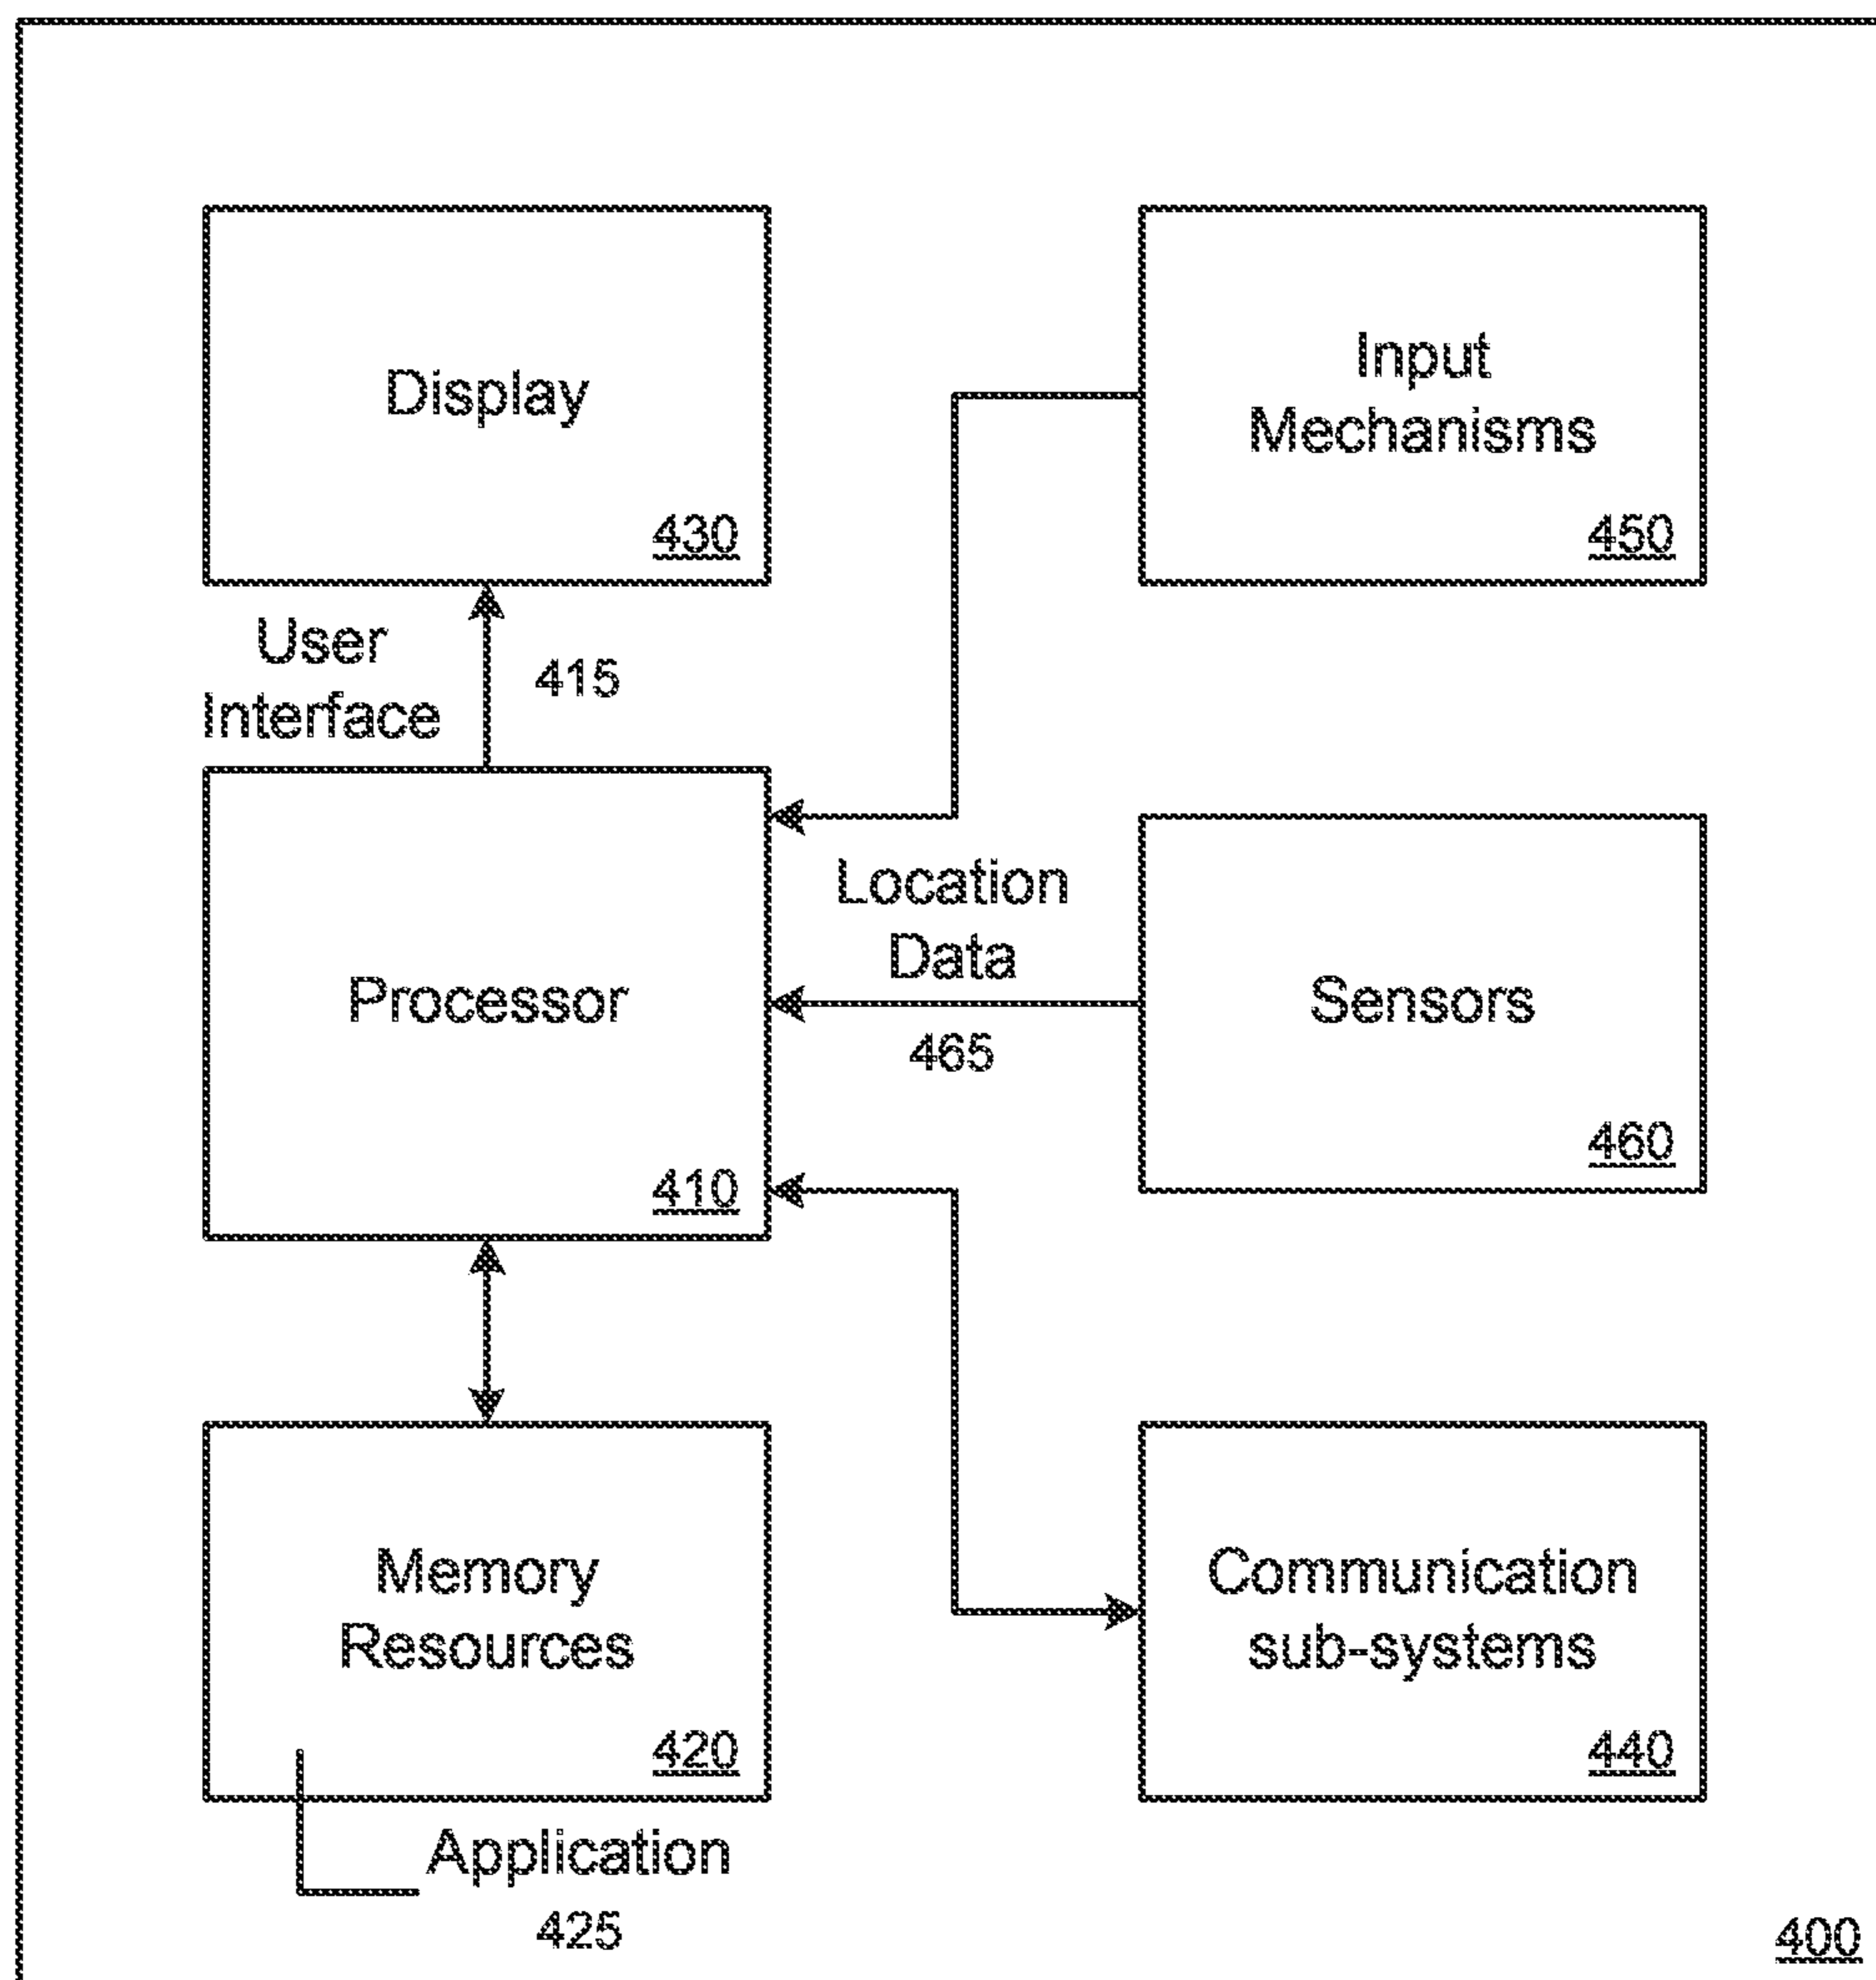 Display
430
Input
Mechanisms
450
User
Interface
415
Processor
410
Location
Data
465
Sensors
460
Memory
Resources
420
Communication
sub-systems
440
Application
425
400